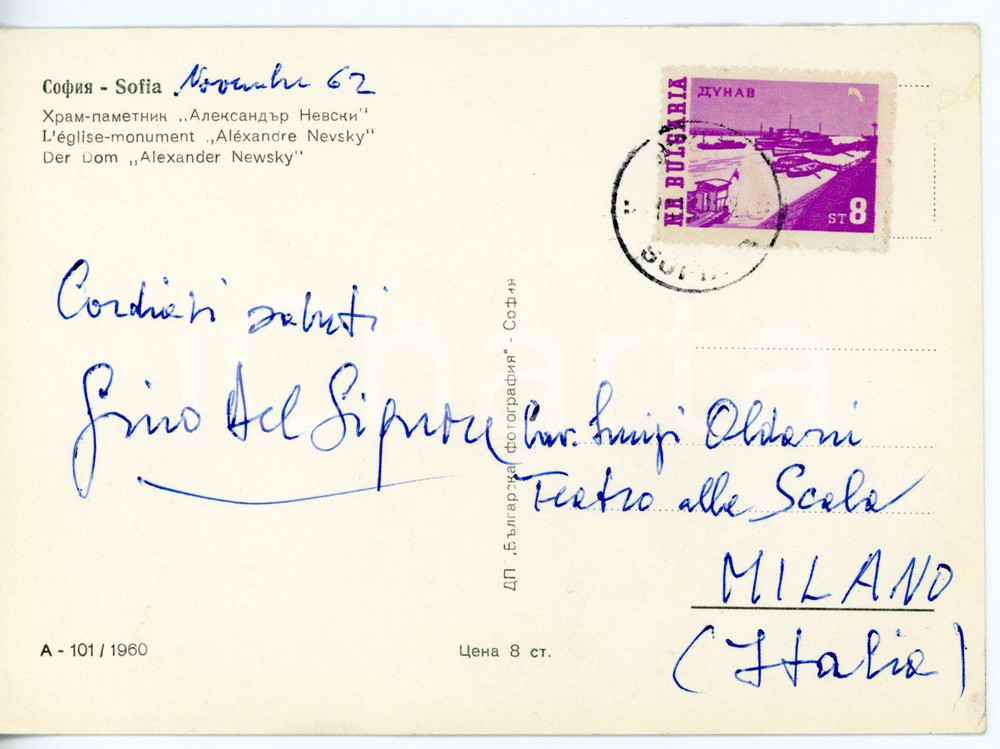 София - Sofia Novembre 62
Храм-паметник „Александър Невски“
L'église-monument „Aléxandre Nevsky“
Der Dom „Alexander Newsky“
НР BULGARIA
ДУНАВ
ST 8
SOFIA
Cordiali saluti
Gino Del Signore
ДП „Българска фотография“ - София
Cav. Luigi Oldani
Teatro alla Scala
MILANO
(Italia)
А - 101 / 1960
Цена 8 ст.